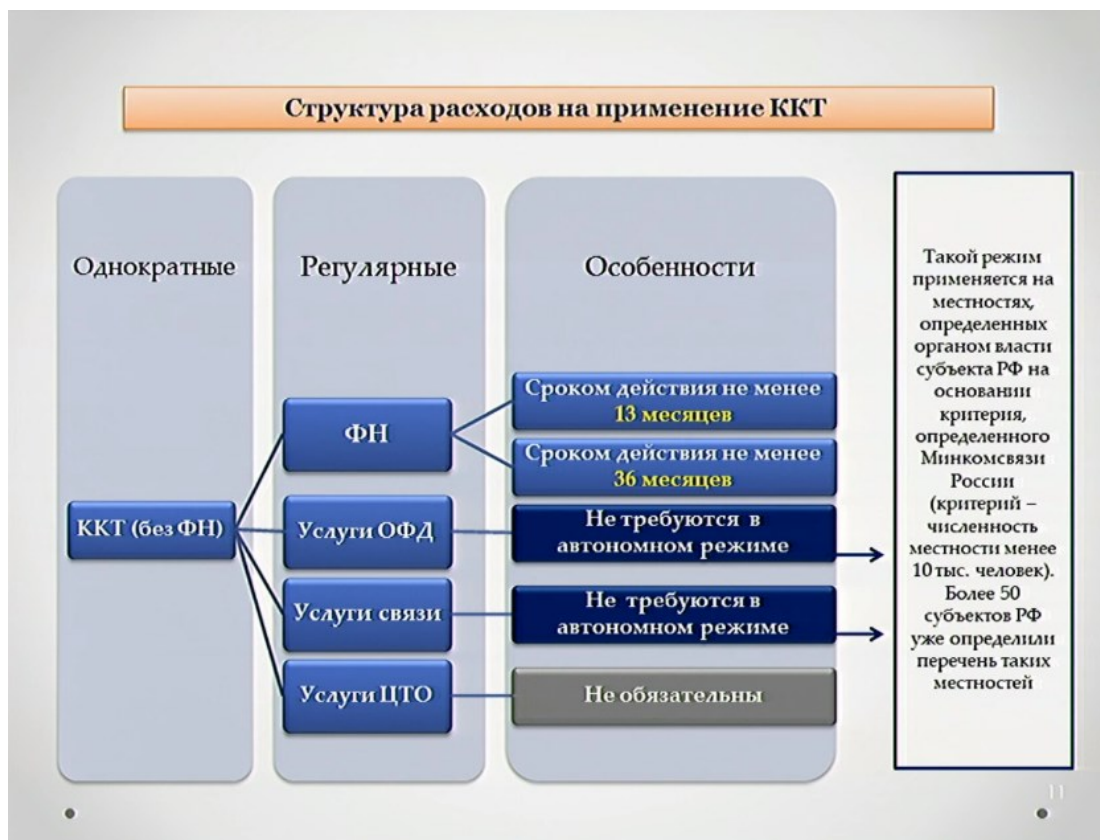 Структура расходов на применение ККТ
Однократные
Регулярные
Особенности
ККТ (без ФН)
ФН
Услуги ОФД
Услуги связи
Услуги ЦТО
Сроком действия не менее
13 месяцев
Сроком действия не менее
36 месяцев
Не требуются в
автономном режиме
Не требуются в
автономном режиме
Не обязательны
Такой режим
применяется на
местностях,
определенных
органом власти
субъекта РФ на
основании
критерия,
определенного
Минкомсвязи
России
(критерий –
численность
местности менее
10 тыс. человек).
Более 50
субъектов РФ
уже определили
перечень таких
местностей
11